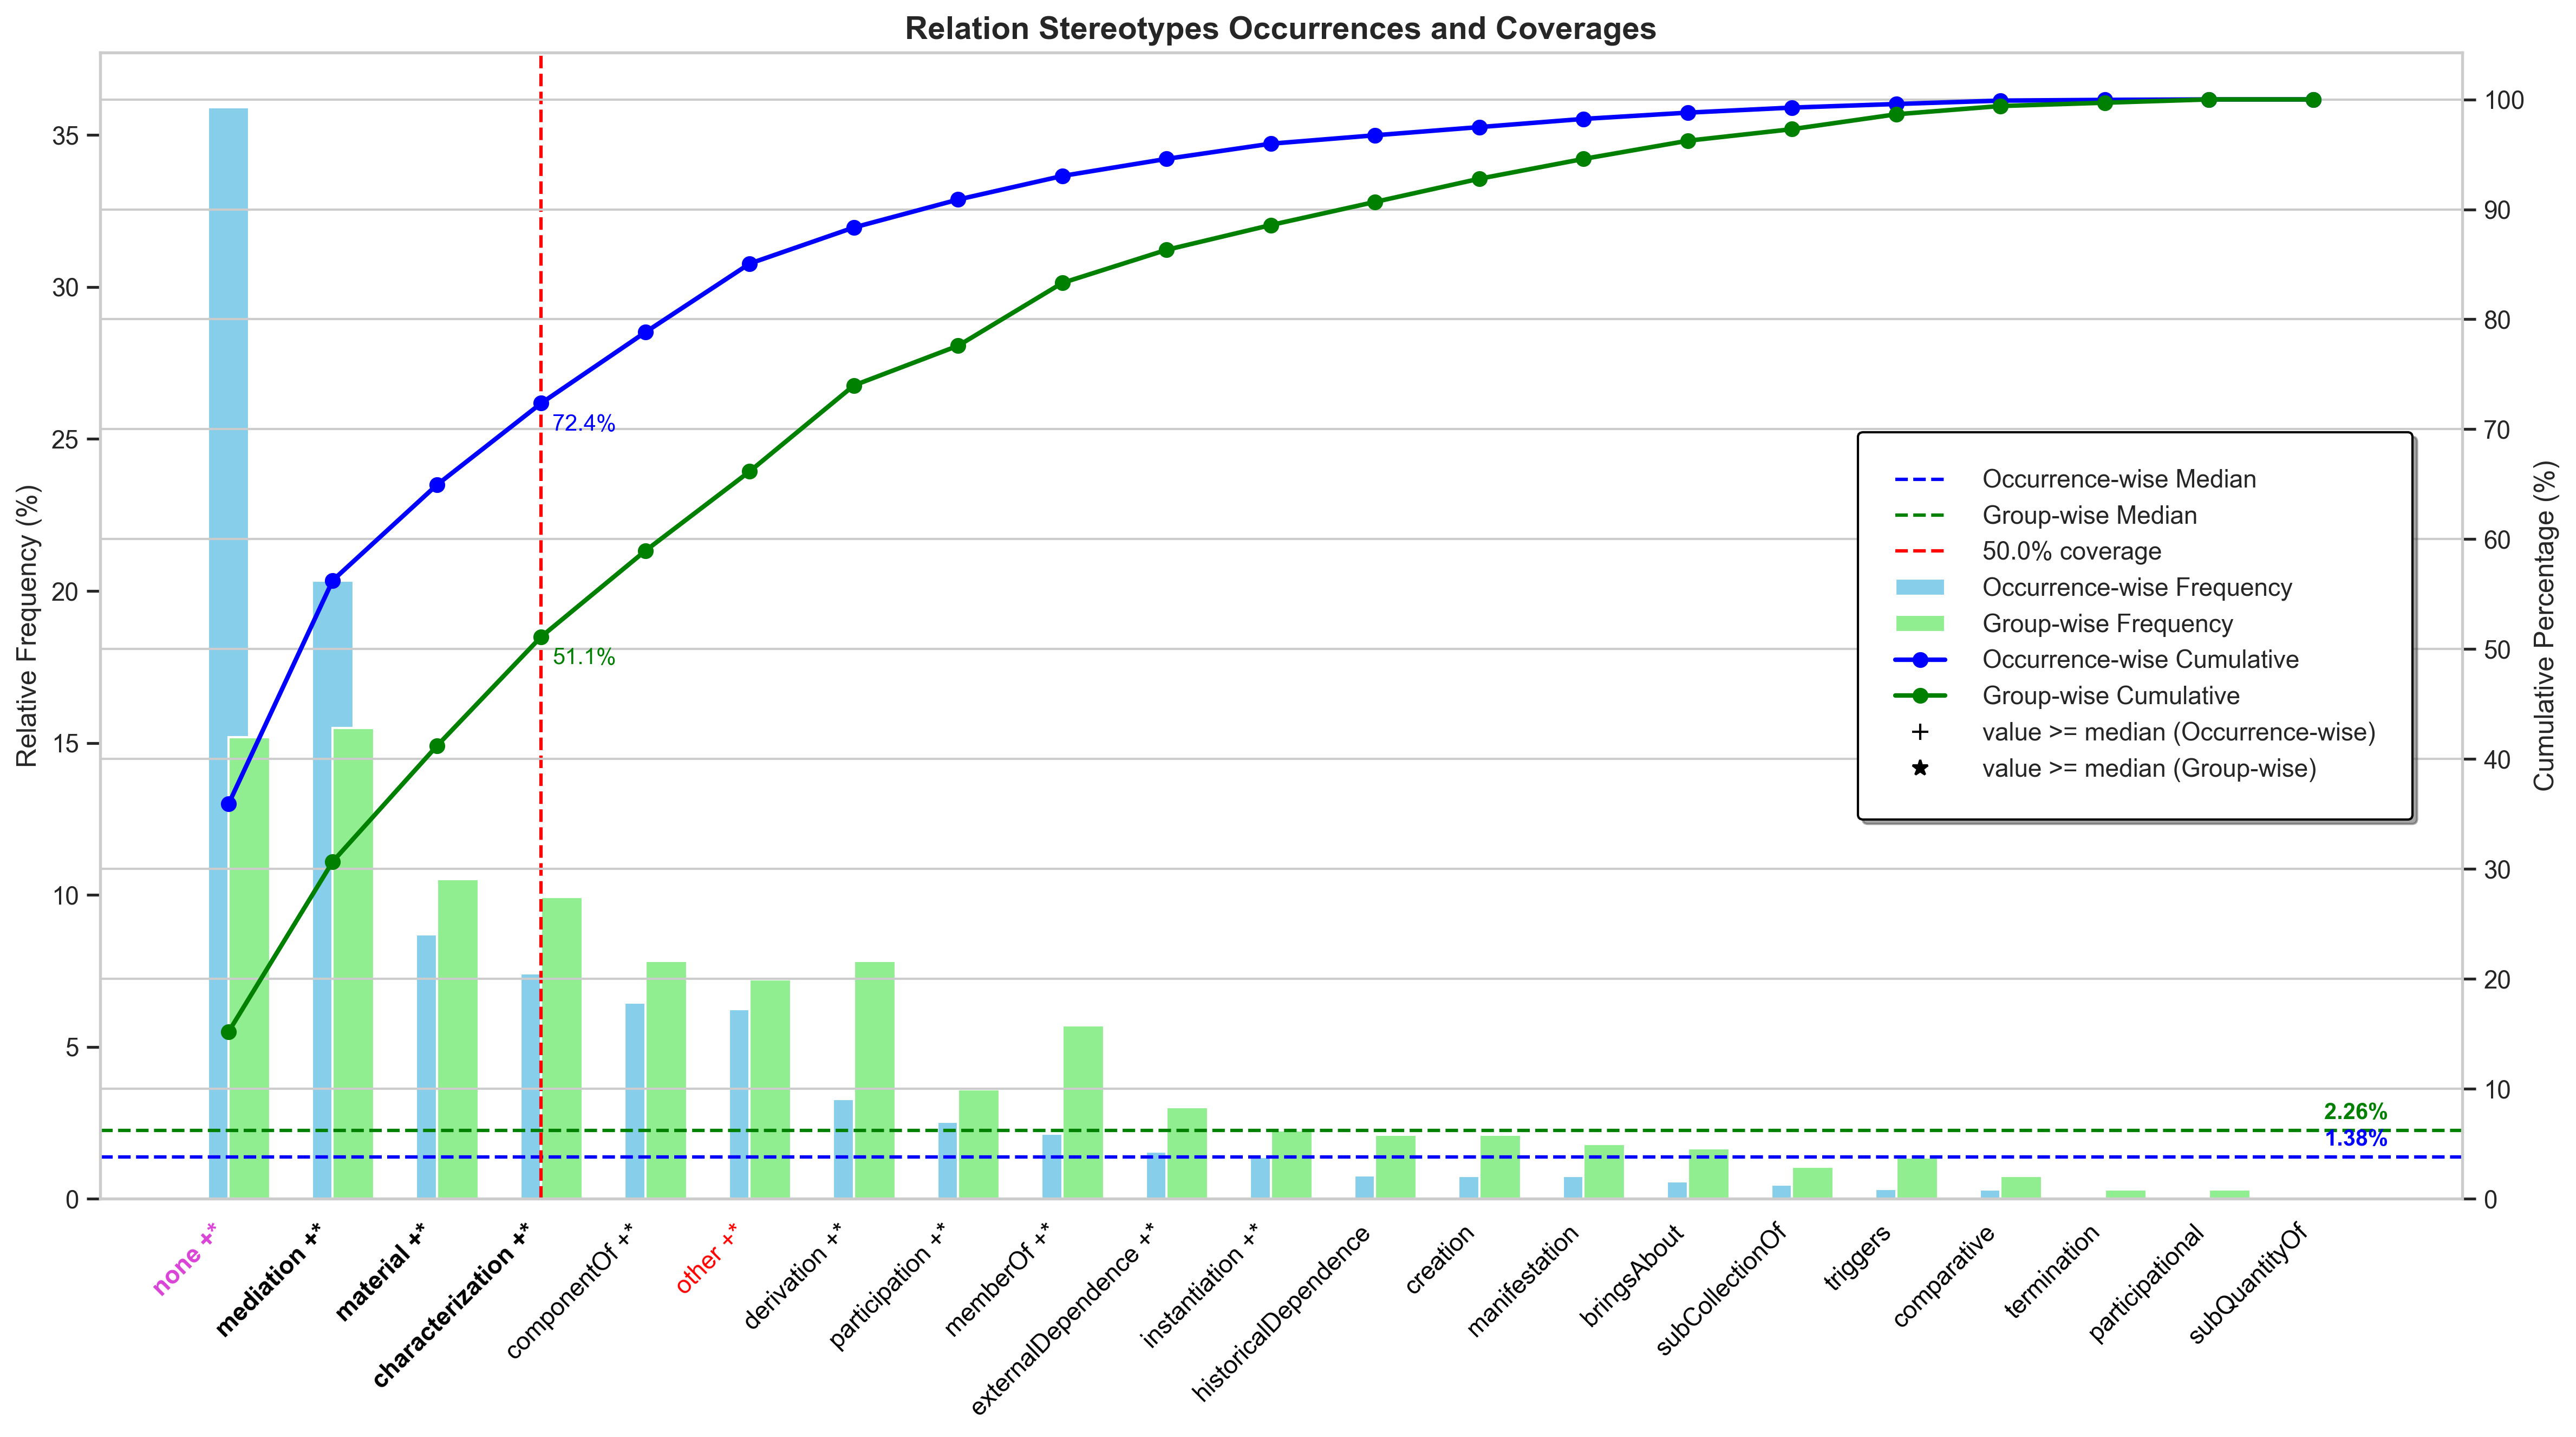 Relation Stereotypes Occurrences and Coverages
Relative Frequency (%)
35
30
25
20
15
10
5
0
100
90
80
70
60
50
40
30
20
10
0
Cumulative Percentage (%)
72.4%
51.1%
2.26%
1.38%
Occurrence-wise Median
Group-wise Median
50.0% coverage
Occurrence-wise Frequency
Group-wise Frequency
Occurrence-wise Cumulative
Group-wise Cumulative
+ value >= median (Occurrence-wise)
★ value >= median (Group-wise)
none +*
mediation +*
material +*
characterization +*
componentOf +*
other +*
derivation +*
participation +*
memberOf +*
externalDependence +*
instantiation +*
historicalDependence
creation
manifestation
bringsAbout
subCollectionOf
triggers
comparative
termination
participational
subQuantityOf